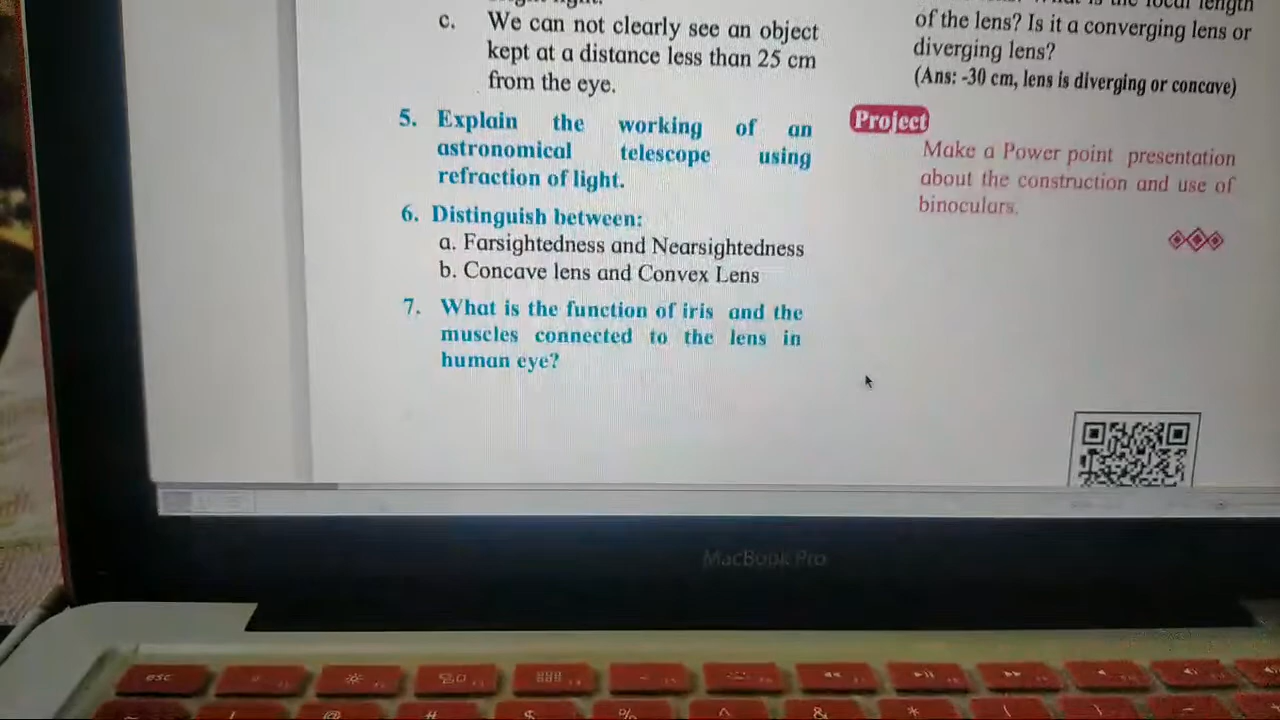 c. We can not clearly see an object
kept at a distance less than 25 cm
from the eye.
5. Explain the working of an
astronomical telescope using
refraction of light.
6. Distinguish between:
a. Farsightedness and Nearsightedness
b. Concave lens and Convex Lens
7. What is the function of iris and the
muscles connected to the lens in
human eye?
of the lens? Is it a converging lens or
diverging lens?
(Ans: -30 cm, lens is diverging or concave)
Project
Make a Power point presentation
about the construction and use of
binoculars.
MacBook Pro
esc
@ # $ % ^ & * ( )